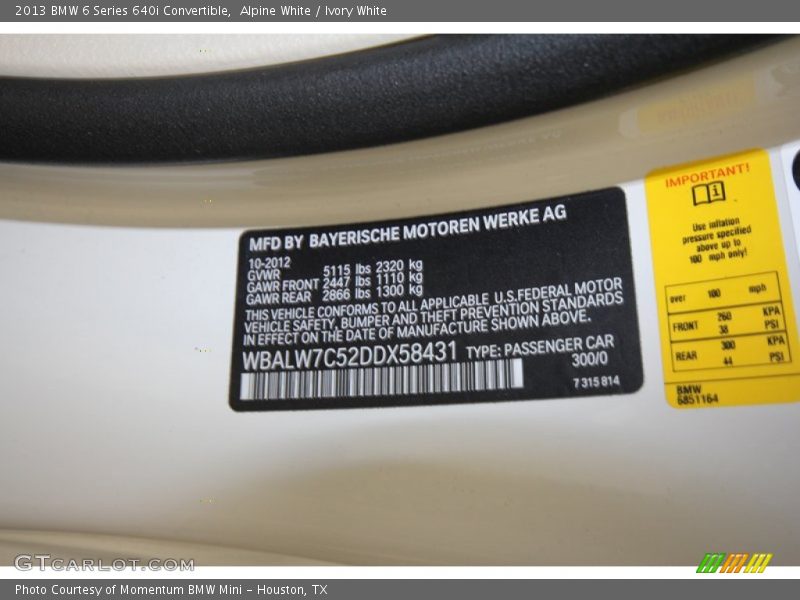 2013 BMW 6 Series 640i Convertible,  Alpine White / Ivory White
MFD BY BAYERISCHE MOTOREN WERKE AG
10-2012
GVWR 5115 lbs 2320 kg
GAWR FRONT 2447 lbs 1110 kg
GAWR REAR 2866 lbs 1300 kg
THIS VEHICLE CONFORMS TO ALL APPLICABLE U.S.FEDERAL MOTOR
VEHICLE SAFETY, BUMPER AND THEFT PREVENTION STANDARDS
IN EFFECT ON THE DATE OF MANUFACTURE SHOWN ABOVE.
WBALW7C52DDX58431 TYPE: PASSENGER CAR
300/0
7 315 814
IMPORTANT!
Use inflation
pressure specified
above up to
100 mph only!
over 100 mph
FRONT 260 KPA
38 PSI
REAR 300 KPA
44 PSI
BMW
6851164
GTCARLOT.COM
Photo Courtesy of Momentum BMW Mini - Houston, TX